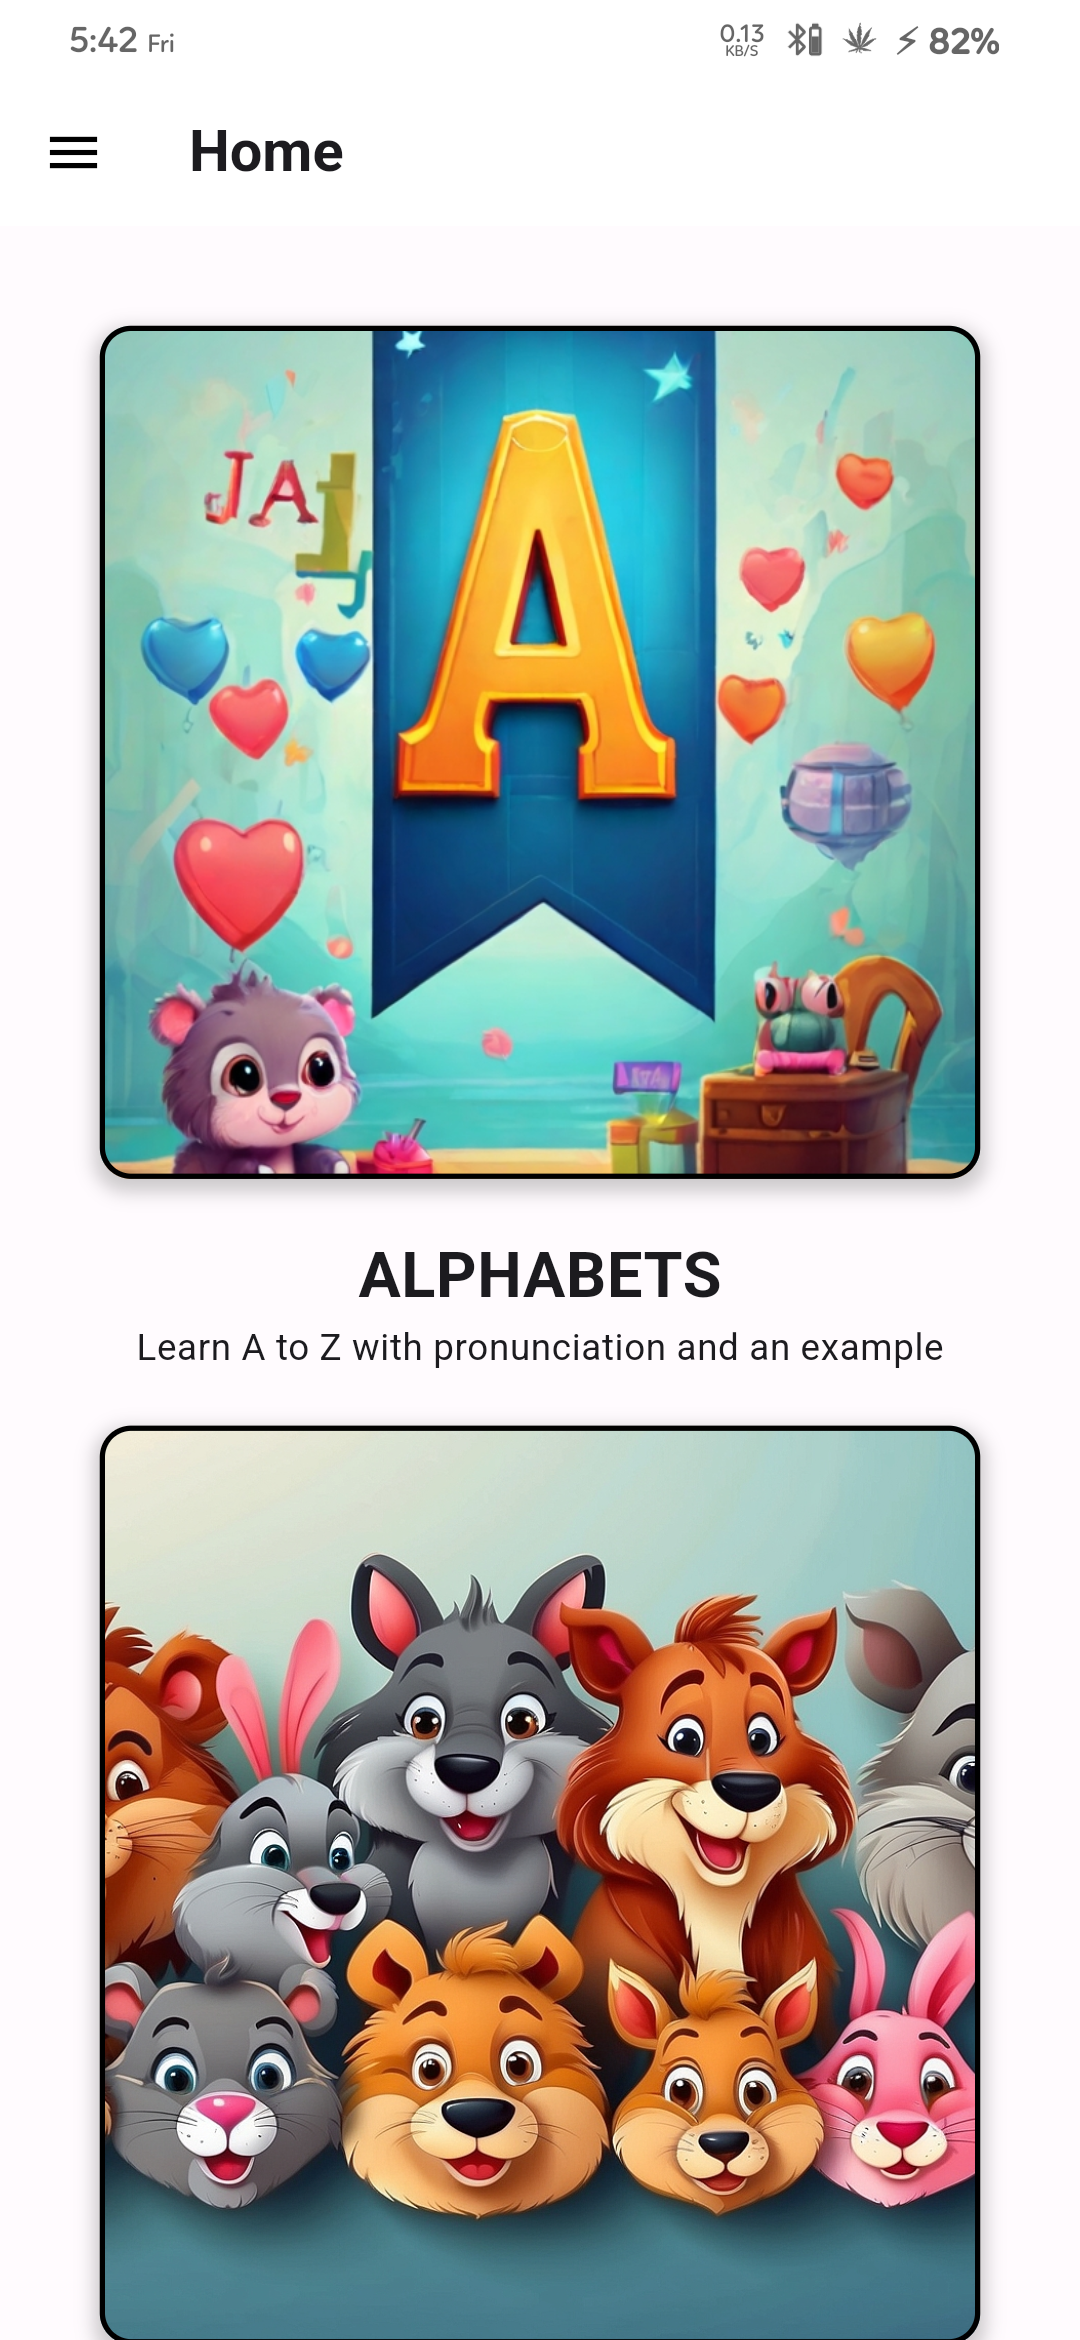 5:42 Fri
0.13 KB/S
82%
Home
JA
A
ALPHABETS
Learn A to Z with pronunciation and an example